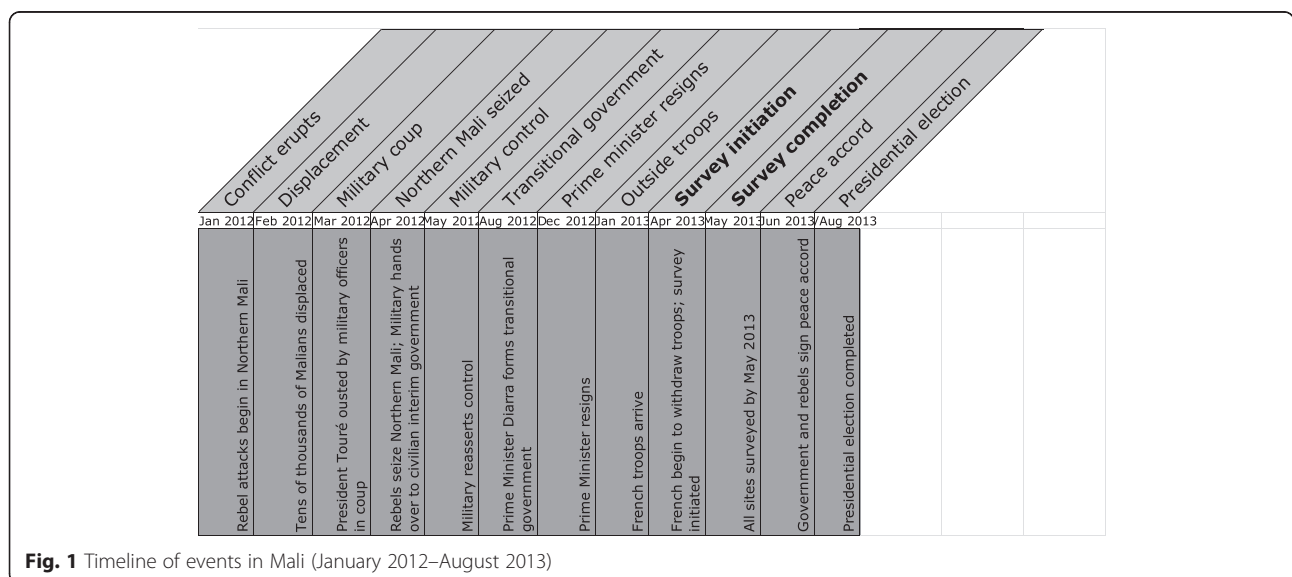 Conflict erupts
Displacement
Military coup
Northern Mali seized
Military control
Transitional government
Prime minister resigns
Outside troops
Survey initiation
Survey completion
Peace accord
Presidential election
Jan 2012
Feb 2012
Mar 2012
Apr 2012
May 2012
Aug 2012
Dec 2012
Jan 2013
Apr 2013
May 2013
Jun 2013
/Aug 2013
Rebel attacks begin in Northern Mali
Tens of thousands of Malians displaced
President Touré ousted by military officers
in coup
Rebels seize Northern Mali; Military hands
over to civilian interim government
Military reasserts control
Prime Minister Diarra forms transitional
government
Prime Minister resigns
French troops arrive
French begin to withdraw troops; survey
initiated
All sites surveyed by May 2013
Government and rebels sign peace accord
Presidential election completed
Fig. 1 Timeline of events in Mali (January 2012–August 2013)